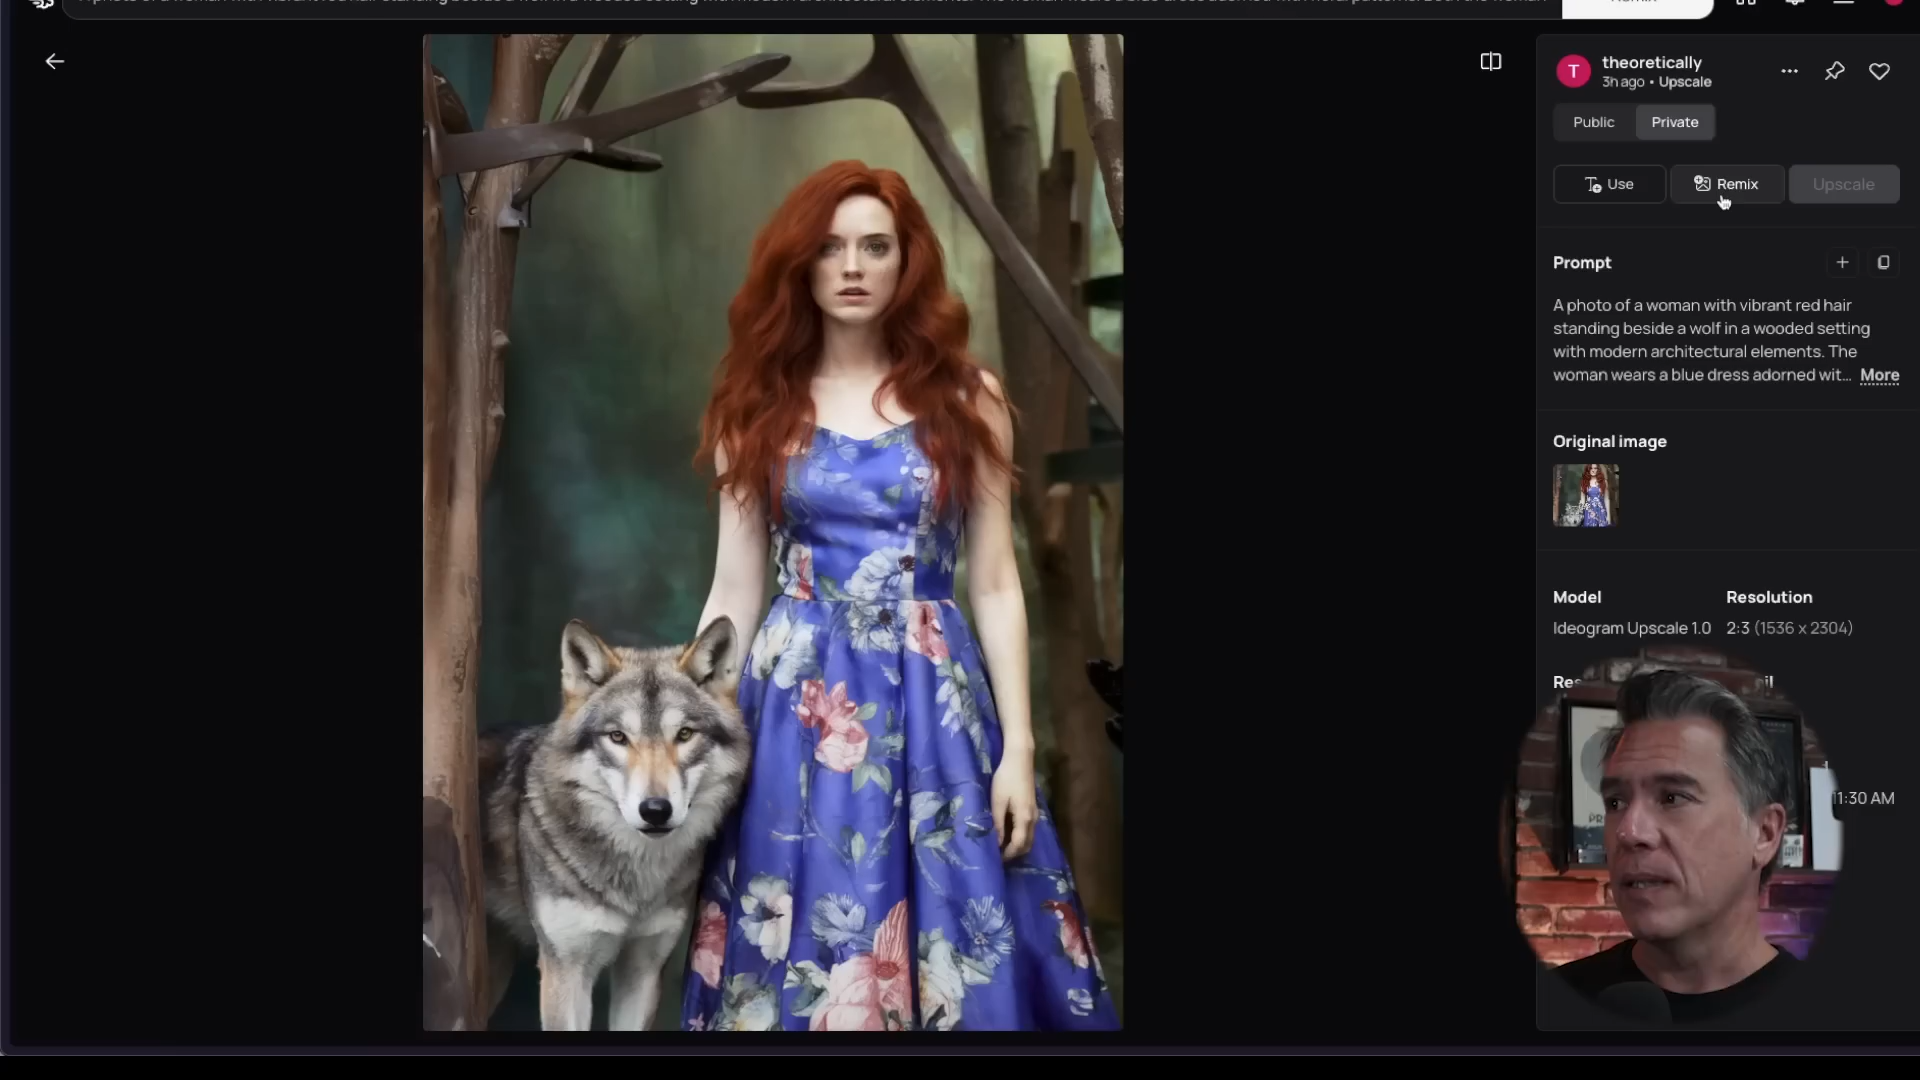 theoretically
T
3h ago • Upscale
Public
Private
Use
Remix
Upscale
Prompt
A photo of a woman with vibrant red hair
standing beside a wolf in a wooded setting
with modern architectural elements. The
woman wears a blue dress adorned wit... More
Original image
Model
Resolution
Ideogram Upscale 1.0
2:3 (1536 x 2304)
11:30 AM